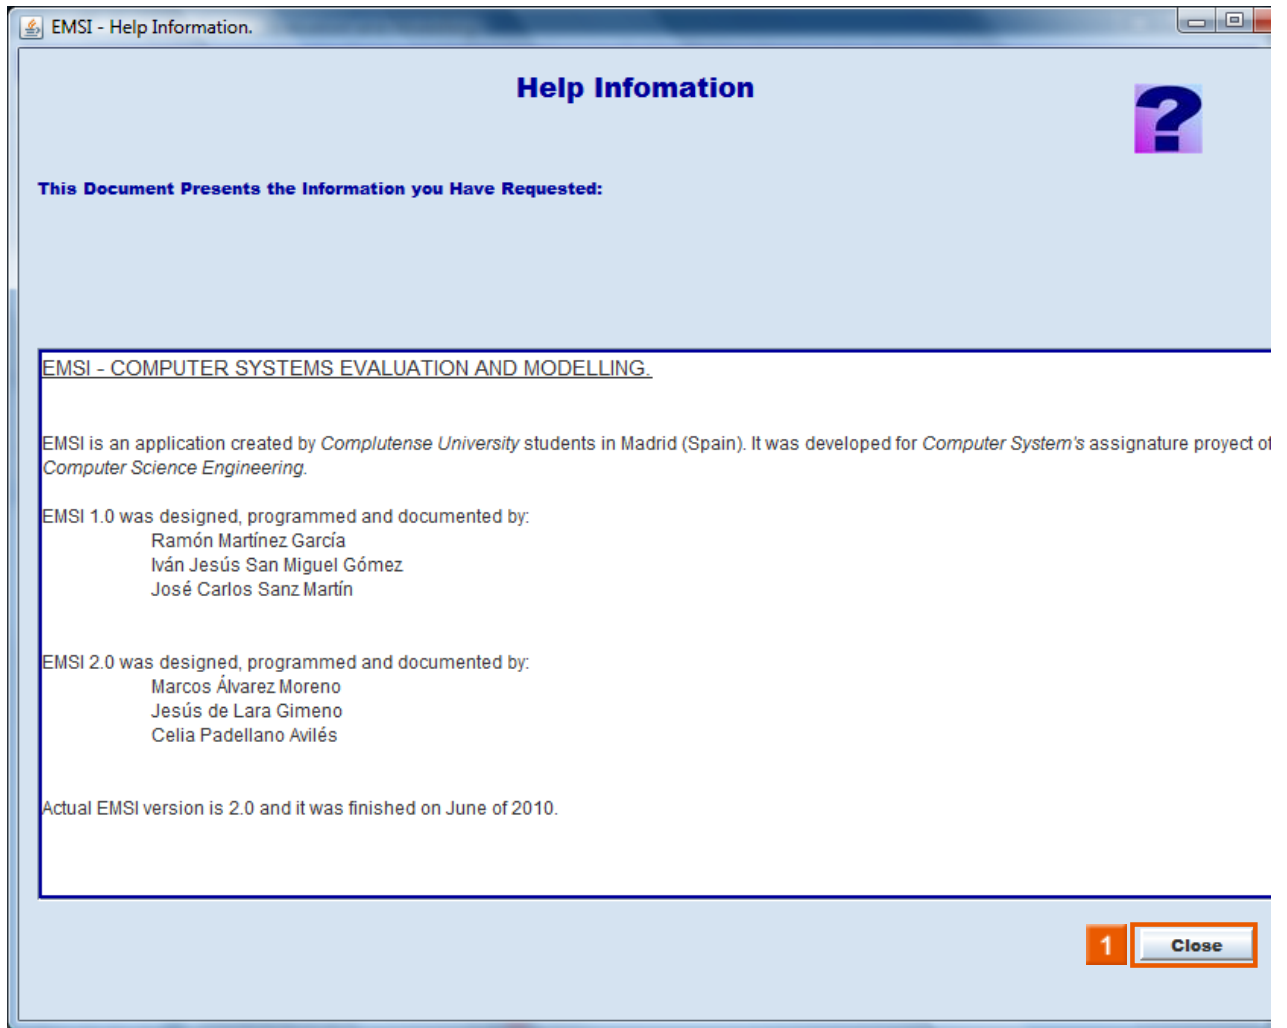 EMSI - Help Information.
Help Infomation
?
This Document Presents the Information you Have Requested:
EMSI - COMPUTER SYSTEMS EVALUATION AND MODELLING.
EMSI is an application created by Complutense University students in Madrid (Spain). It was developed for Computer System's assignature proyect of
Computer Science Engineering.
EMSI 1.0 was designed, programmed and documented by:
Ramón Martínez García
Iván Jesús San Miguel Gómez
José Carlos Sanz Martín
EMSI 2.0 was designed, programmed and documented by:
Marcos Álvarez Moreno
Jesús de Lara Gimeno
Celia Padellano Avilés
Actual EMSI version is 2.0 and it was finished on June of 2010.
1 Close